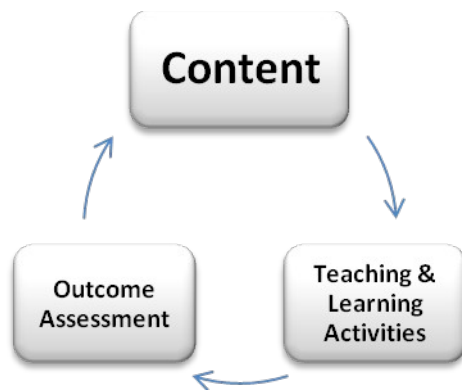 Content
Outcome
Assessment
Teaching &
Learning
Activities